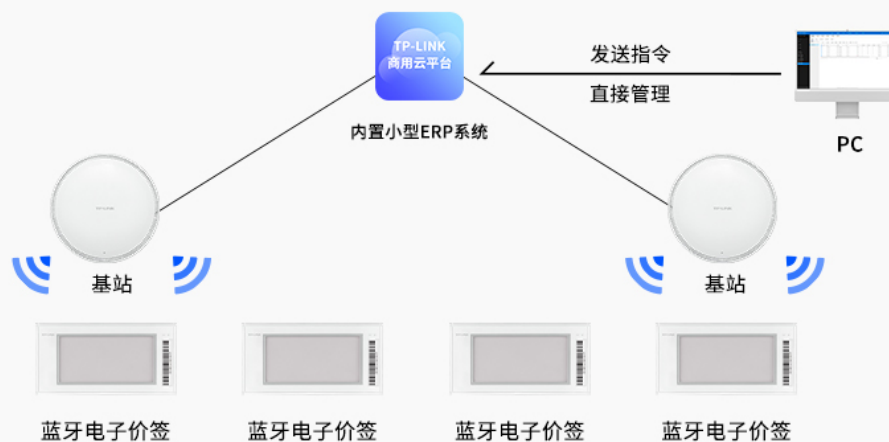 TP-LINK
商用云平台
发送指令
直接管理
内置小型ERP系统
PC
基站
基站
蓝牙电子价签
蓝牙电子价签
蓝牙电子价签
蓝牙电子价签